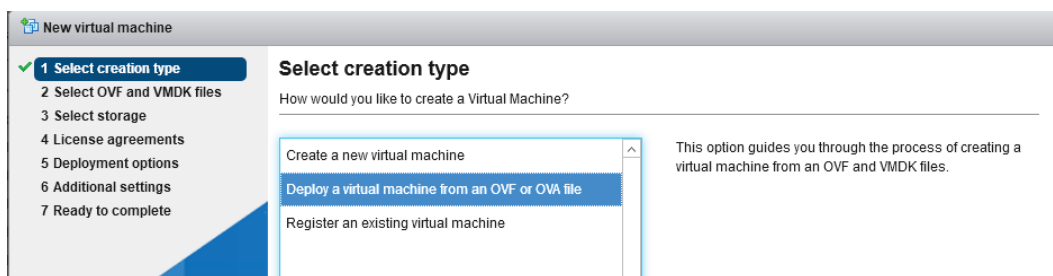 New virtual machine
1 Select creation type
2 Select OVF and VMDK files
3 Select storage
4 License agreements
5 Deployment options
6 Additional settings
7 Ready to complete
Select creation type
How would you like to create a Virtual Machine?
Create a new virtual machine
Deploy a virtual machine from an OVF or OVA file
Register an existing virtual machine
This option guides you through the process of creating a
virtual machine from an OVF and VMDK files.